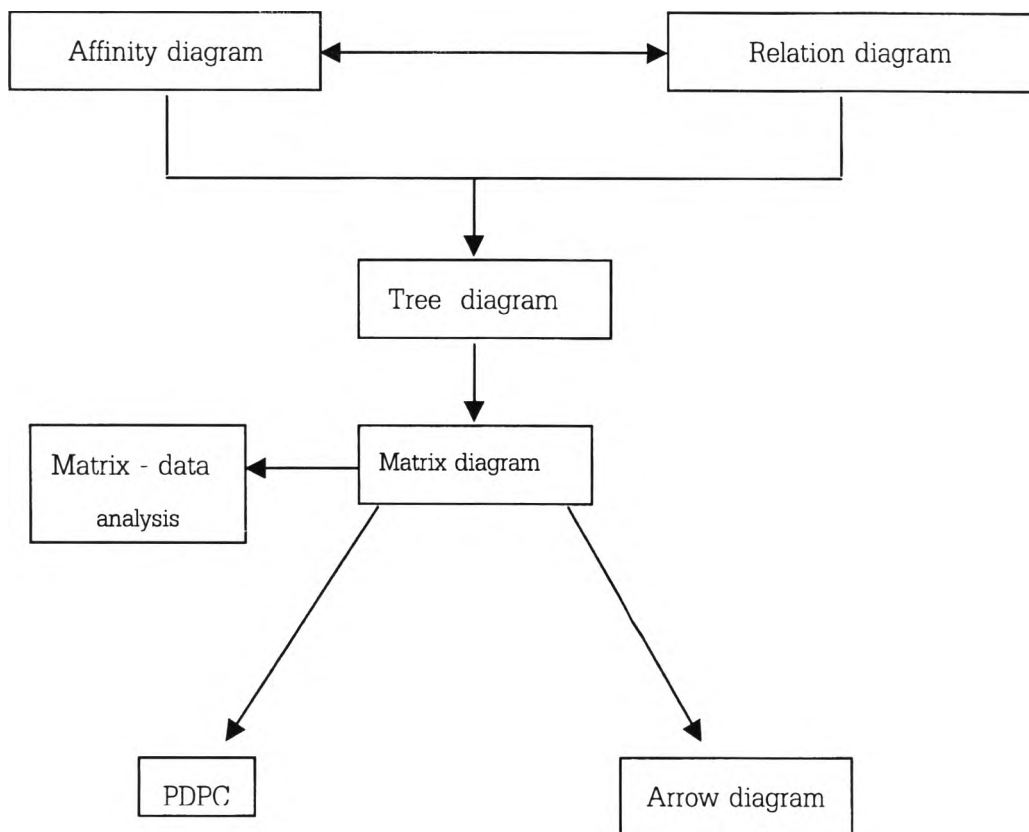 Affinity diagram
Relation diagram
Tree diagram
Matrix diagram
Matrix - data
analysis
PDPC
Arrow diagram